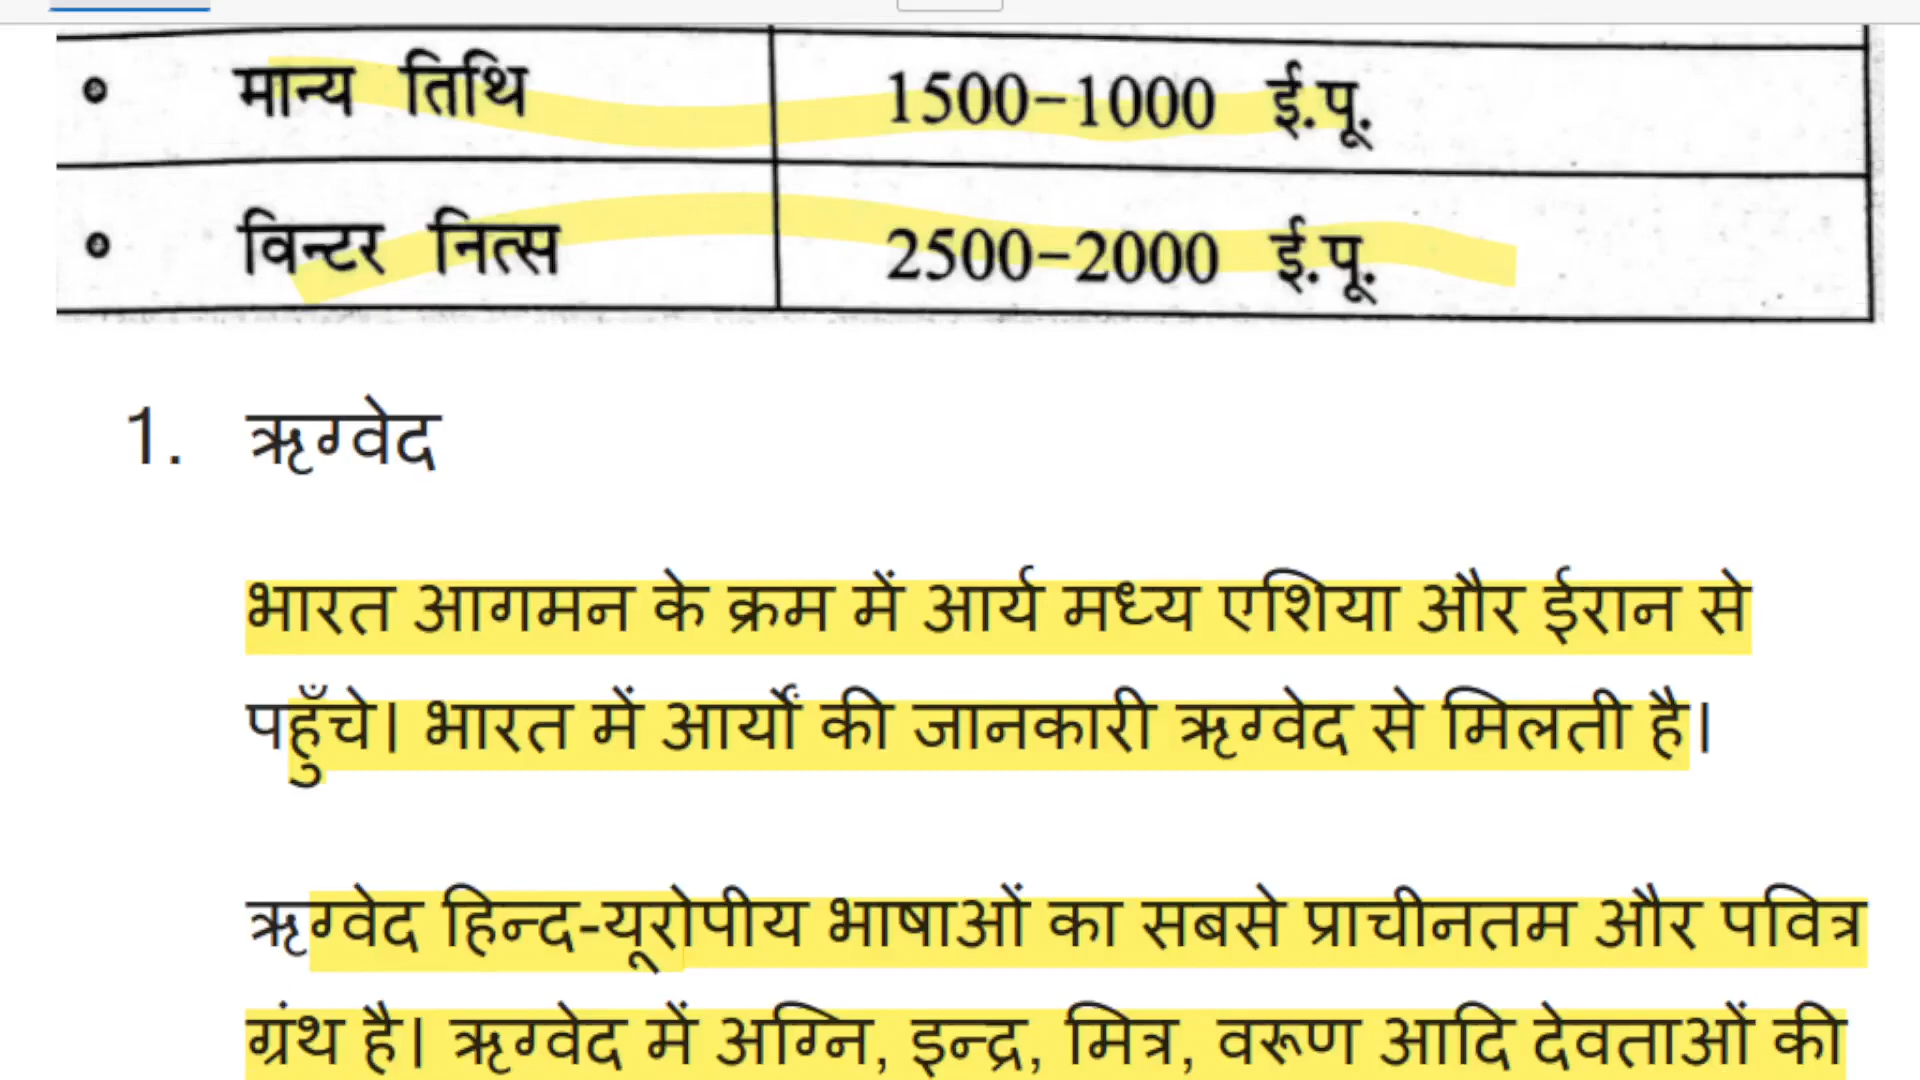 • मान्य तिथि 1500-1000 ई.पू.
• विन्टर नित्स 2500-2000 ई.पू.
1. ऋग्वेद
भारत आगमन के क्रम में आर्य मध्य एशिया और ईरान से
पहुँचे। भारत में आर्यों की जानकारी ऋग्वेद से मिलती है।
ऋग्वेद हिन्द-यूरोपीय भाषाओं का सबसे प्राचीनतम और पवित्र
ग्रंथ है। ऋग्वेद में अग्नि, इन्द्र, मित्र, वरूण आदि देवताओं की